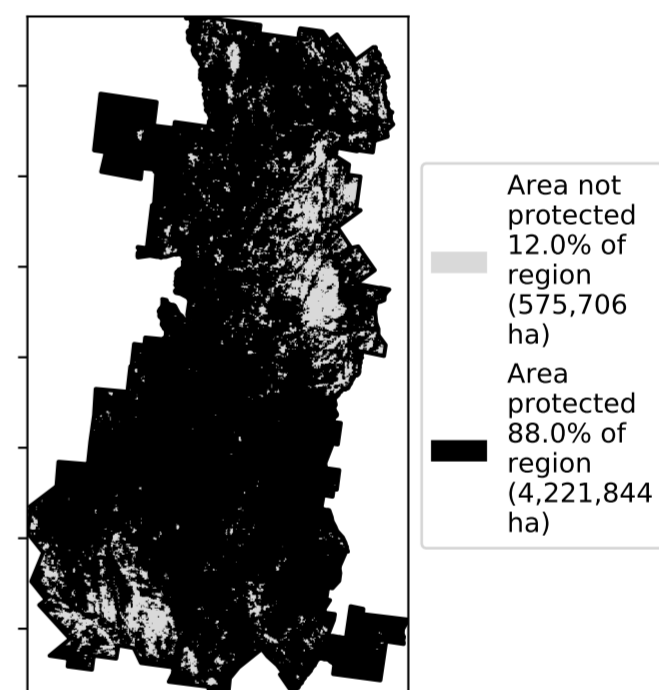 Area not
protected
12.0% of
region
(575,706
ha)
Area
protected
88.0% of
region
(4,221,844
ha)